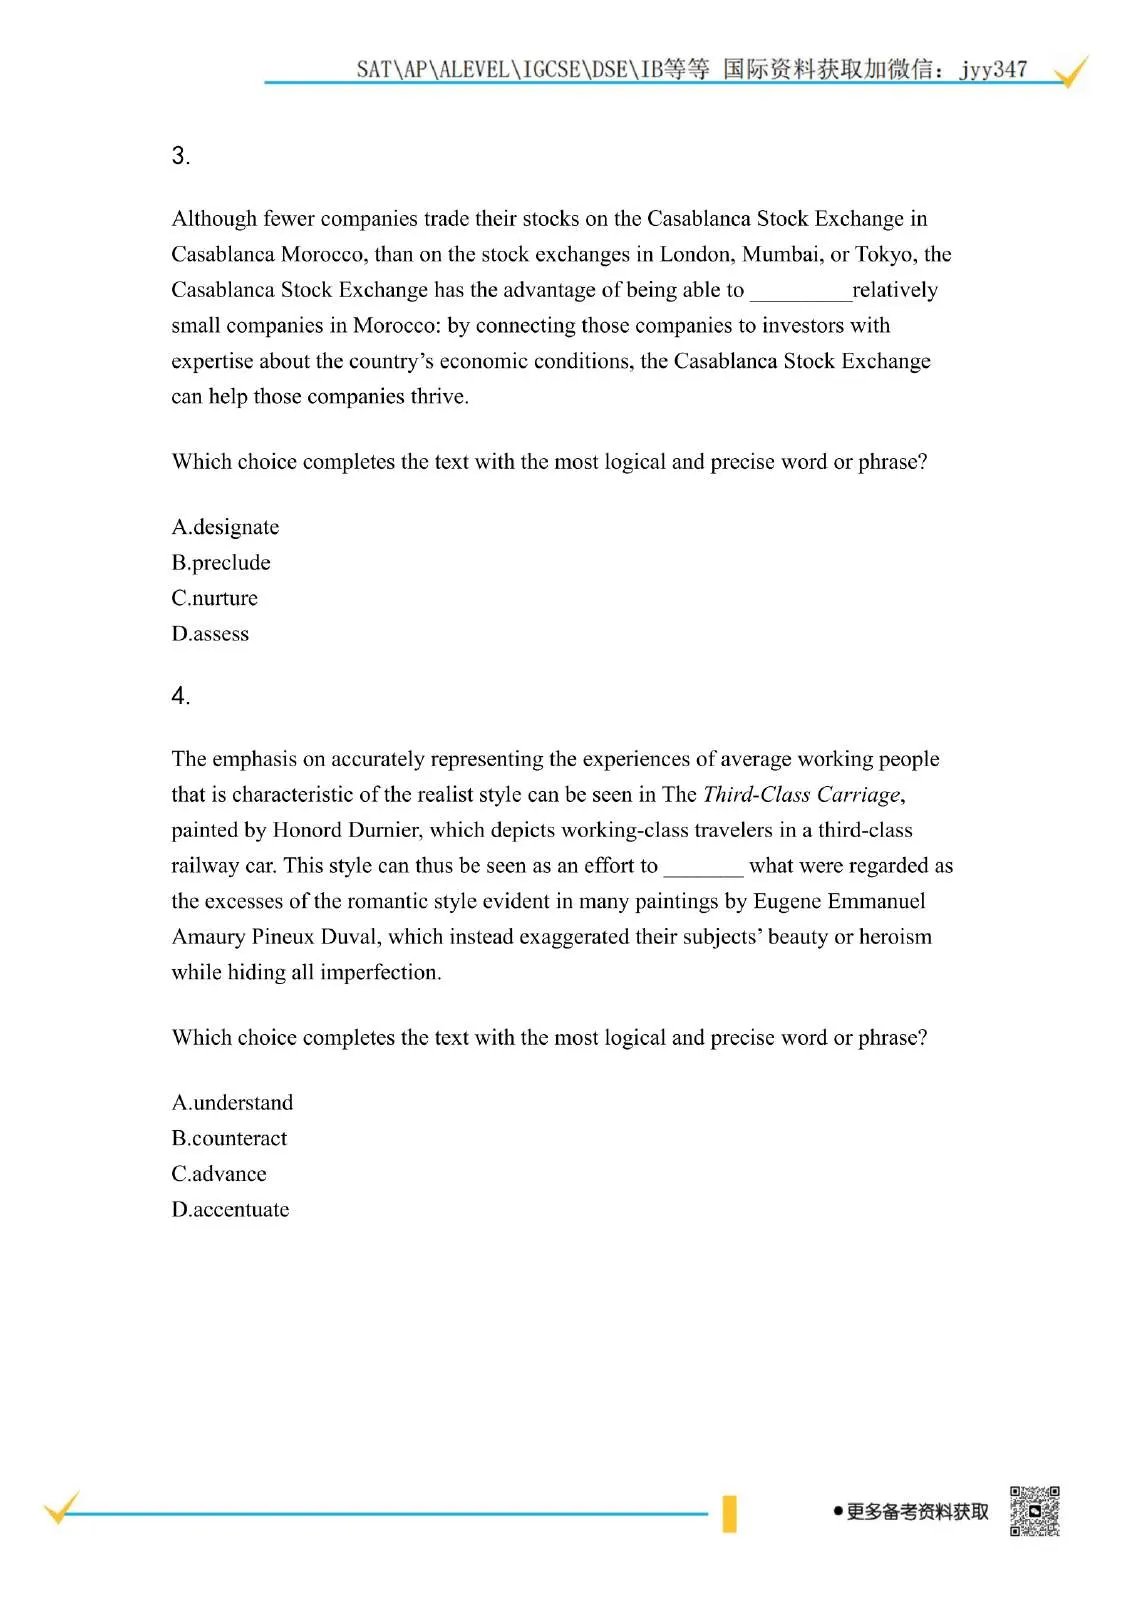 SAT\AP\ALEVEL\IGCSE\DSE\IB等等 国际资料获取加微信：jyy347
3.
Although fewer companies trade their stocks on the Casablanca Stock Exchange in
Casablanca Morocco, than on the stock exchanges in London, Mumbai, or Tokyo, the
Casablanca Stock Exchange has the advantage of being able to _________relatively
small companies in Morocco: by connecting those companies to investors with
expertise about the country’s economic conditions, the Casablanca Stock Exchange
can help those companies thrive.
Which choice completes the text with the most logical and precise word or phrase?
A.designate
B.preclude
C.nurture
D.assess
4.
The emphasis on accurately representing the experiences of average working people
that is characteristic of the realist style can be seen in The Third-Class Carriage,
painted by Honord Durnier, which depicts working-class travelers in a third-class
railway car. This style can thus be seen as an effort to _______ what were regarded as
the excesses of the romantic style evident in many paintings by Eugene Emmanuel
Amaury Pineux Duval, which instead exaggerated their subjects’ beauty or heroism
while hiding all imperfection.
Which choice completes the text with the most logical and precise word or phrase?
A.understand
B.counteract
C.advance
D.accentuate
●更多备考资料获取